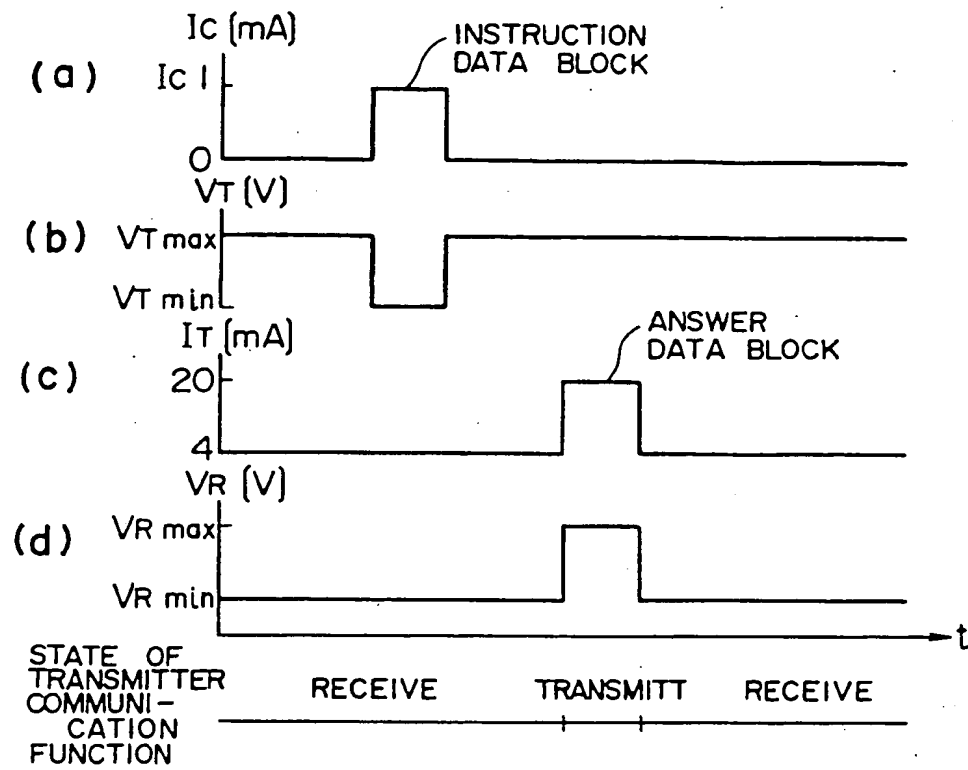 IC (mA)
INSTRUCTION
DATA BLOCK
(a)
IC 1
0
VT (V)
(b)
VT max
VT min
IT (mA)
ANSWER
DATA BLOCK
(c)
20
4
VR (V)
(d)
VR max
VR min
t
STATE OF
TRANSMITTER
COMMUNI-
CATION
FUNCTION
RECEIVE TRANSMITT RECEIVE